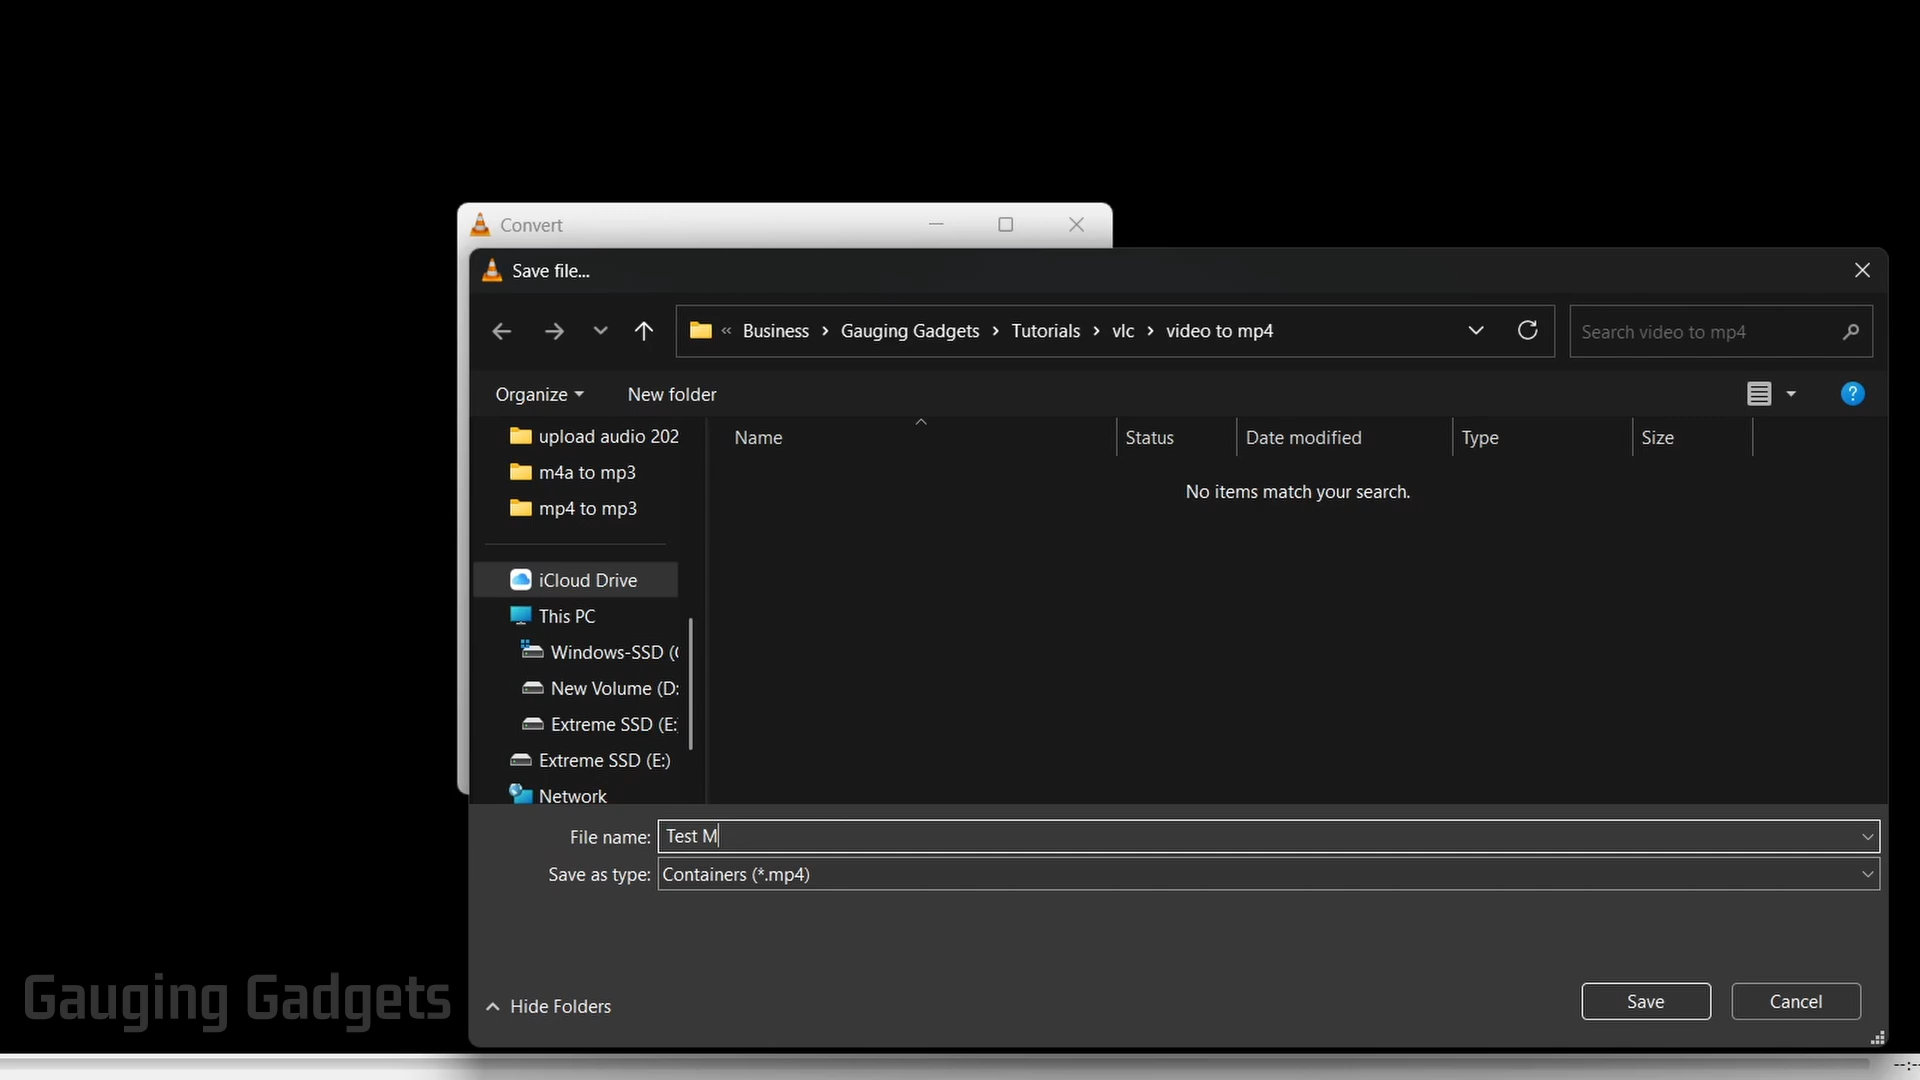 Convert
Save file...
« Business > Gauging Gadgets > Tutorials > vlc > video to mp4
Search video to mp4
Organize
New folder
?
upload audio 202
m4a to mp3
mp4 to mp3
iCloud Drive
This PC
Windows-SSD (
New Volume (D:
Extreme SSD (E:
Extreme SSD (E:)
Network
Name
Status
Date modified
Type
Size
No items match your search.
File name: Test M
Save as type: Containers (*.mp4)
Hide Folders
Save
Cancel
Gauging Gadgets
--:--